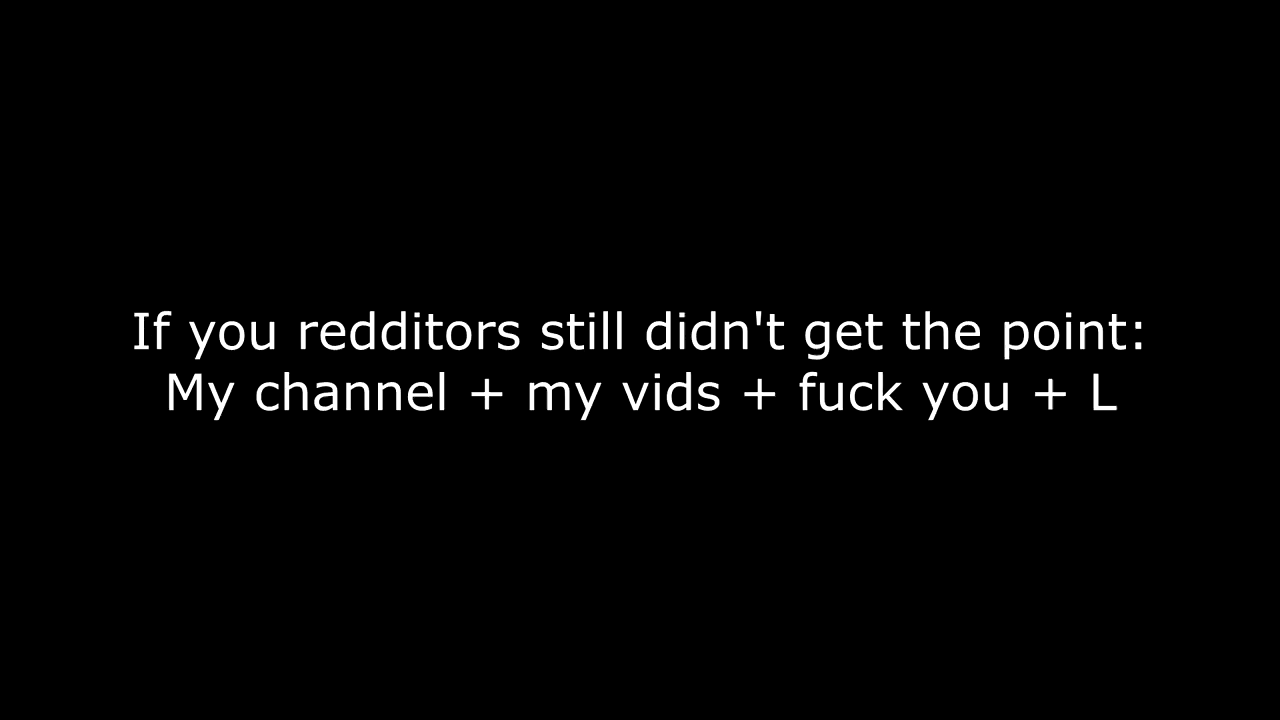 If you redditors still didn't get the point:
My channel + my vids + fuck you + L